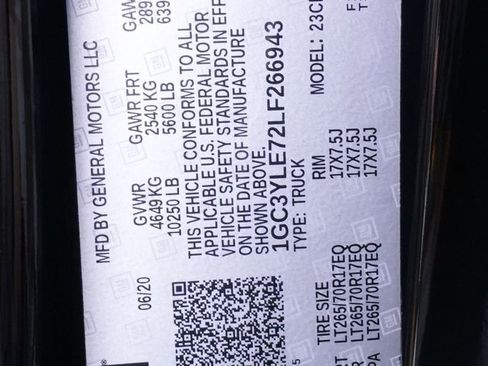 MFD BY GENERAL MOTORS LLC
06/20
GVWR
4649 KG
10250 LB
GAWR FRT
2540 KG
5600 LB
GAW
289
639
THIS VEHICLE CONFORMS TO ALL
APPLICABLE U.S. FEDERAL MOTOR
VEHICLE SAFETY STANDARDS IN EFF
ON THE DATE OF MANUFACTURE
SHOWN ABOVE.
1GC3YLE72LF266943
TYPE: TRUCK
MODEL:
TIRE SIZE
RIM
RT
LT265/70R17EQ
17X7.5J
LT265/70R17EQ
17X7.5J
PA
LT265/70R17EQ
17X7.5J